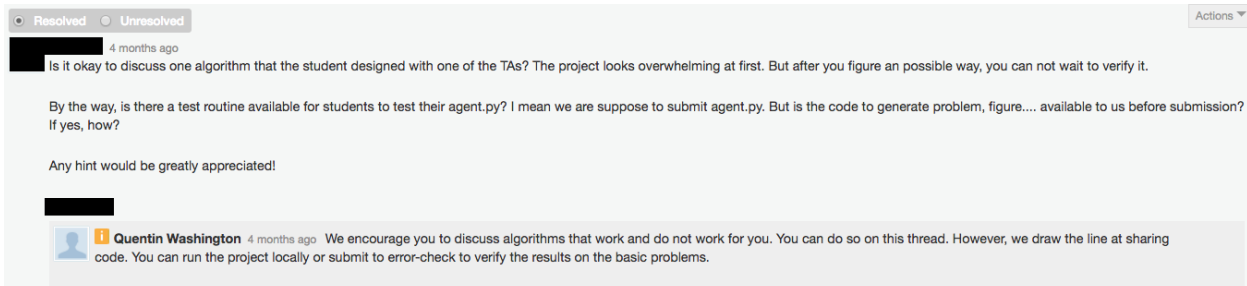 Resolved Unresolved
Actions
4 months ago
Is it okay to discuss one algorithm that the student designed with one of the TAs? The project looks overwhelming at first. But after you figure an possible way, you can not wait to verify it.
By the way, is there a test routine available for students to test their agent.py? I mean we are suppose to submit agent.py. But is the code to generate problem, figure.... available to us before submission?
If yes, how?
Any hint would be greatly appreciated!
i Quentin Washington 4 months ago We encourage you to discuss algorithms that work and do not work for you. You can do so on this thread. However, we draw the line at sharing
code. You can run the project locally or submit to error-check to verify the results on the basic problems.